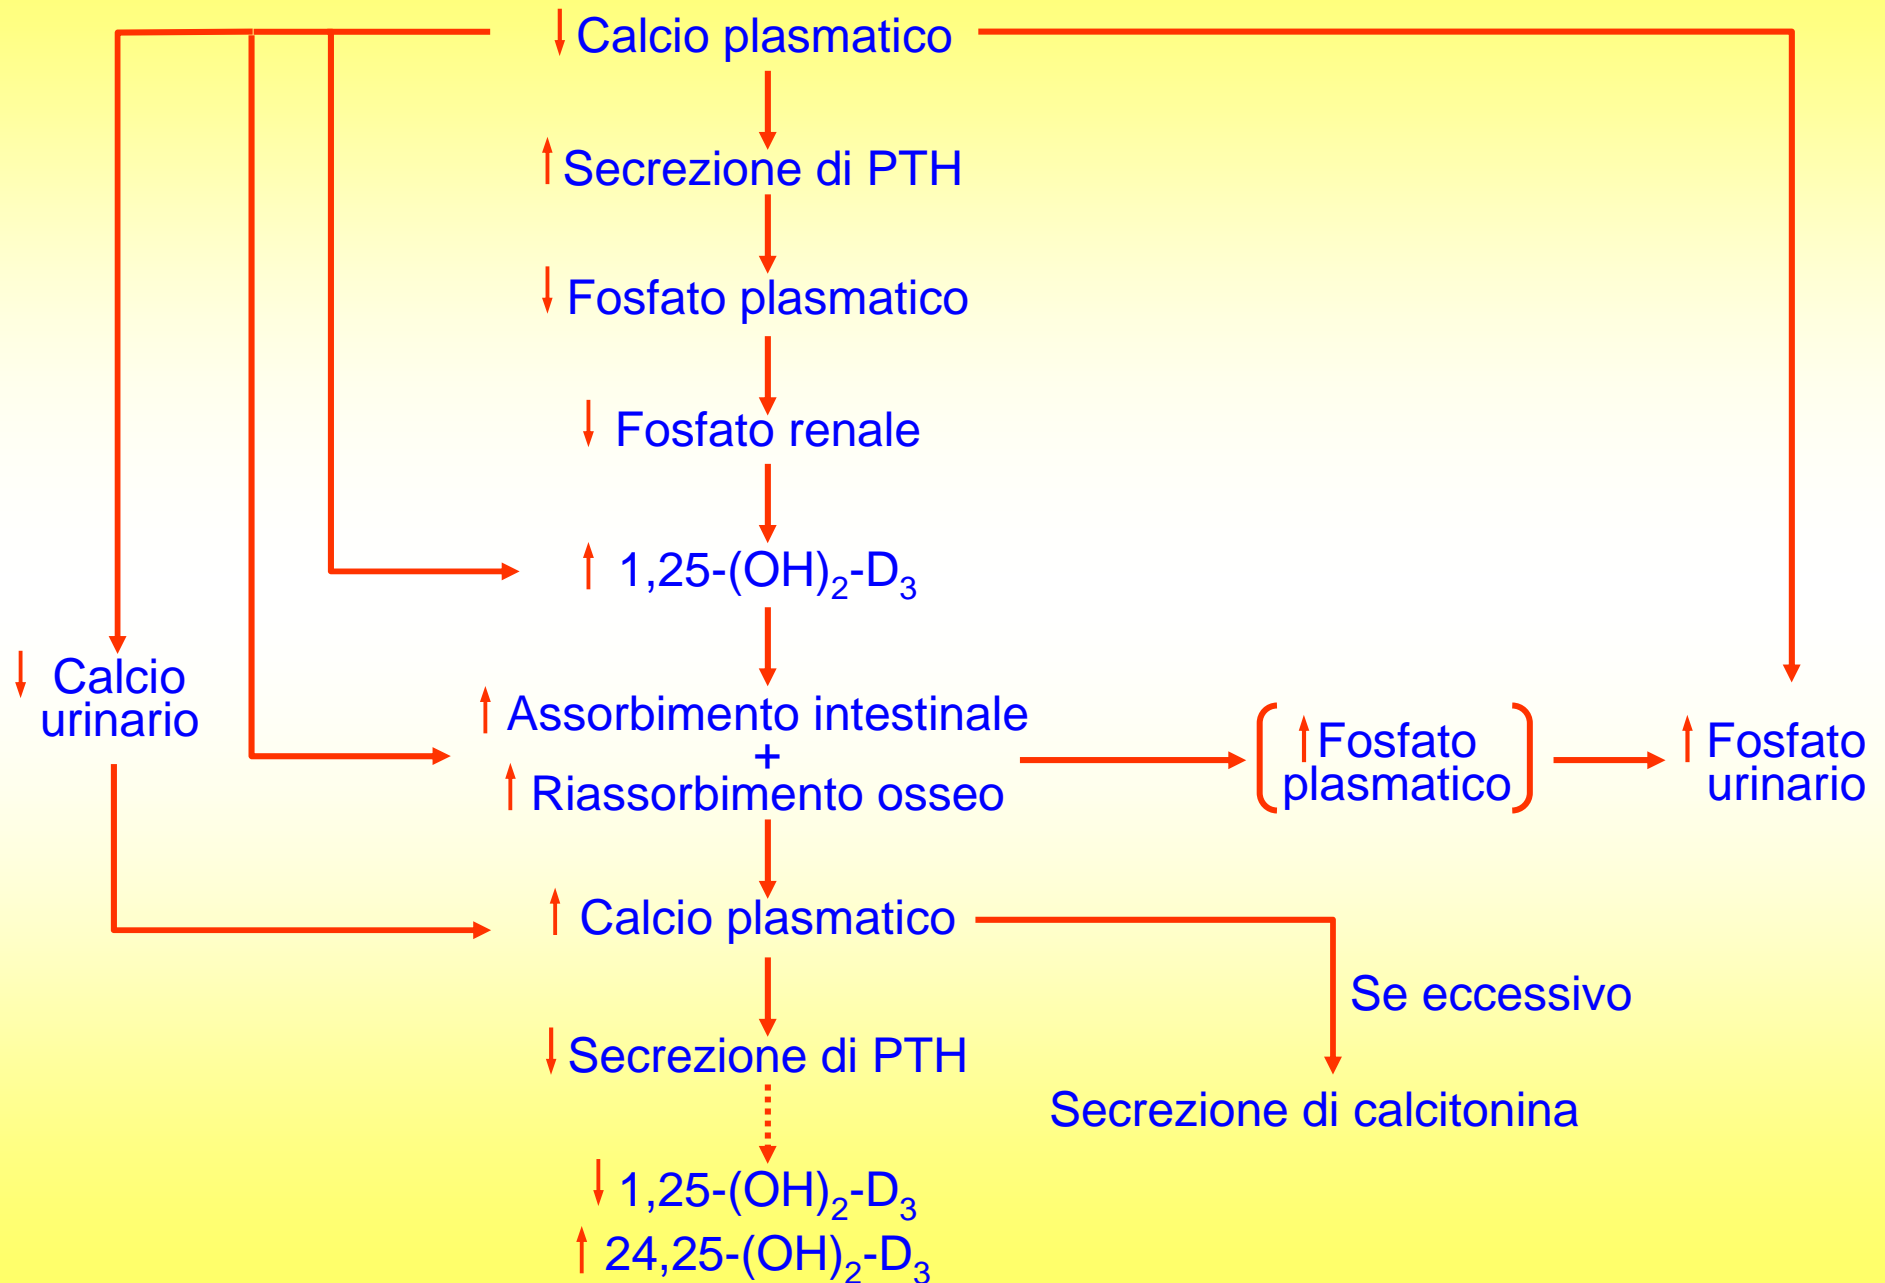 ↓ Calcio plasmatico
↑ Secrezione di PTH
↓ Fosfato plasmatico
↓ Fosfato renale
↑ 1,25-(OH)₂-D₃
↓ Calcio
urinario
↑ Assorbimento intestinale
+
↑ Riassorbimento osseo
↑ Fosfato
plasmatico
↑ Fosfato
urinario
↑ Calcio plasmatico
Se eccessivo
↓ Secrezione di PTH
Secrezione di calcitonina
↓ 1,25-(OH)₂-D₃
↑ 24,25-(OH)₂-D₃